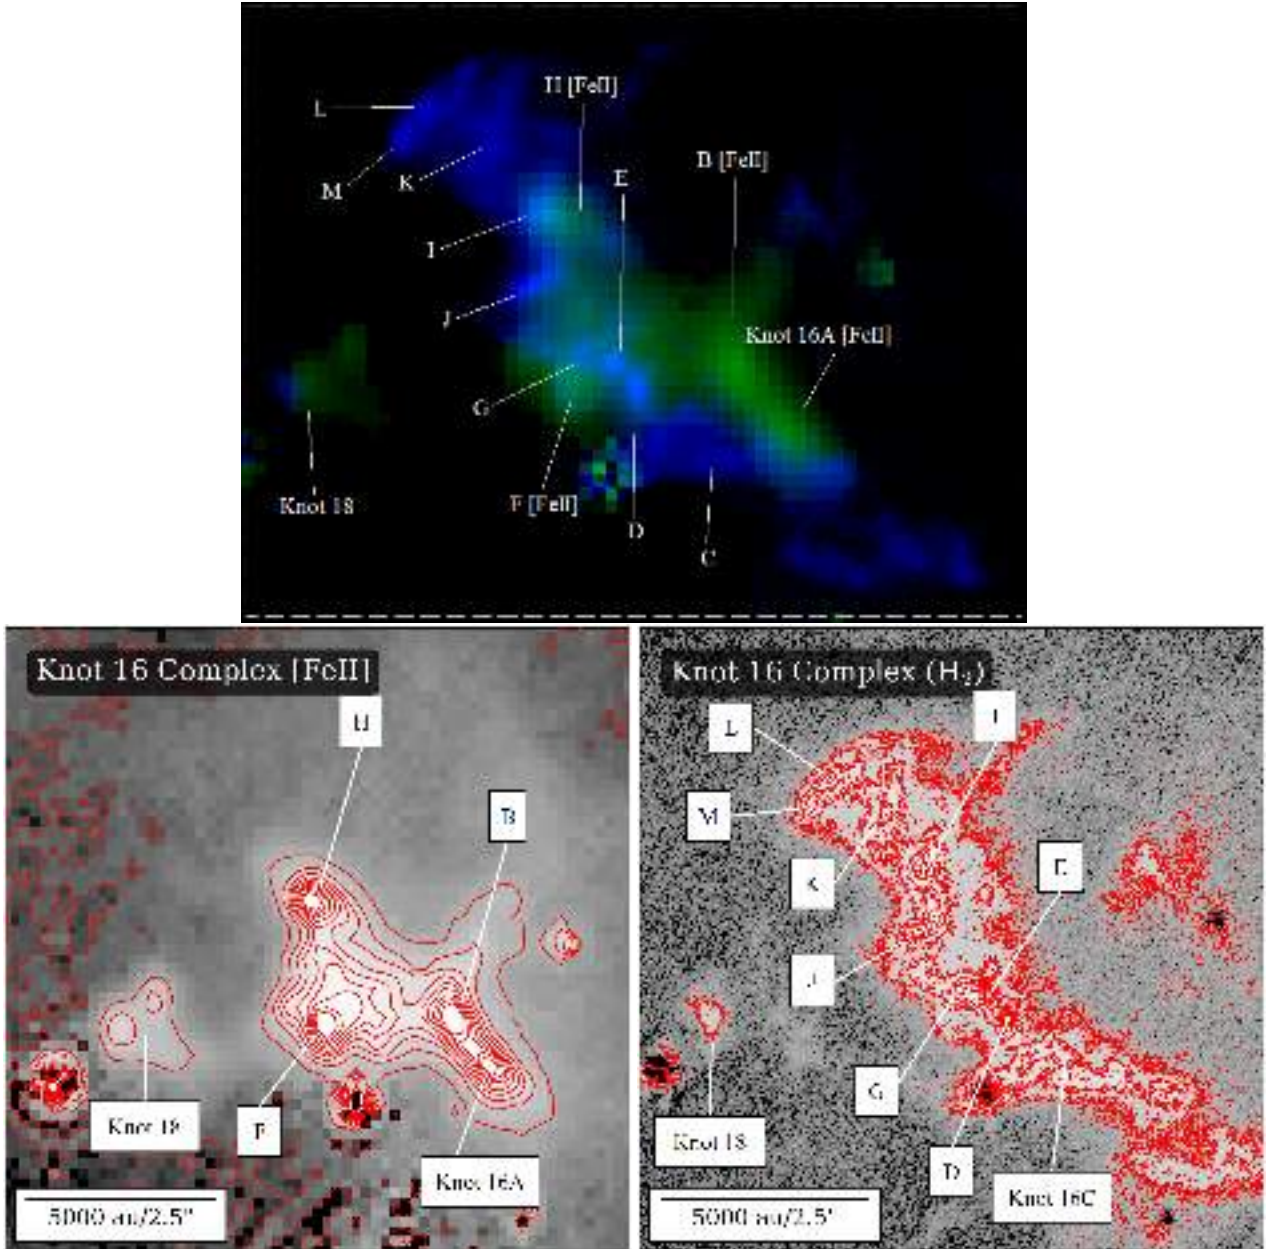 H [FeII]
L
B [FeII]
E
K
M
I
J
Knot 16A [FeII]
G
Knot 18
F [FeII]
D
C
Knot 16 Complex [FeII]
H
B
Knot 18
F
Knot 16A
5000 au/2.5"
Knot 16 Complex (H₂)
L
I
M
E
K
J
G
Knot 18
D
Knot 16C
5000 au/2.5"